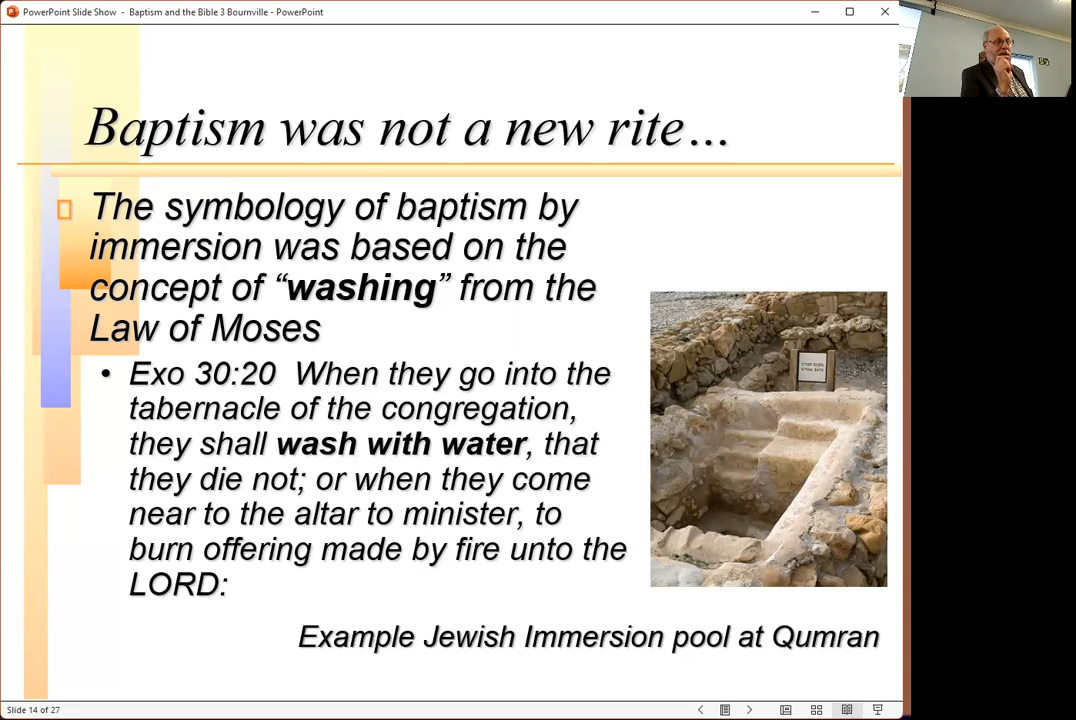 PowerPoint Slide Show - Baptism and the Bible 3 Bournville - PowerPoint
Baptism was not a new rite…
The symbology of baptism by
immersion was based on the
concept of “washing” from the
Law of Moses
• Exo 30:20 When they go into the
tabernacle of the congregation,
they shall wash with water, that
they die not; or when they come
near to the altar to minister, to
burn offering made by fire unto the
LORD:
Example Jewish Immersion pool at Qumran
Slide 14 of 27